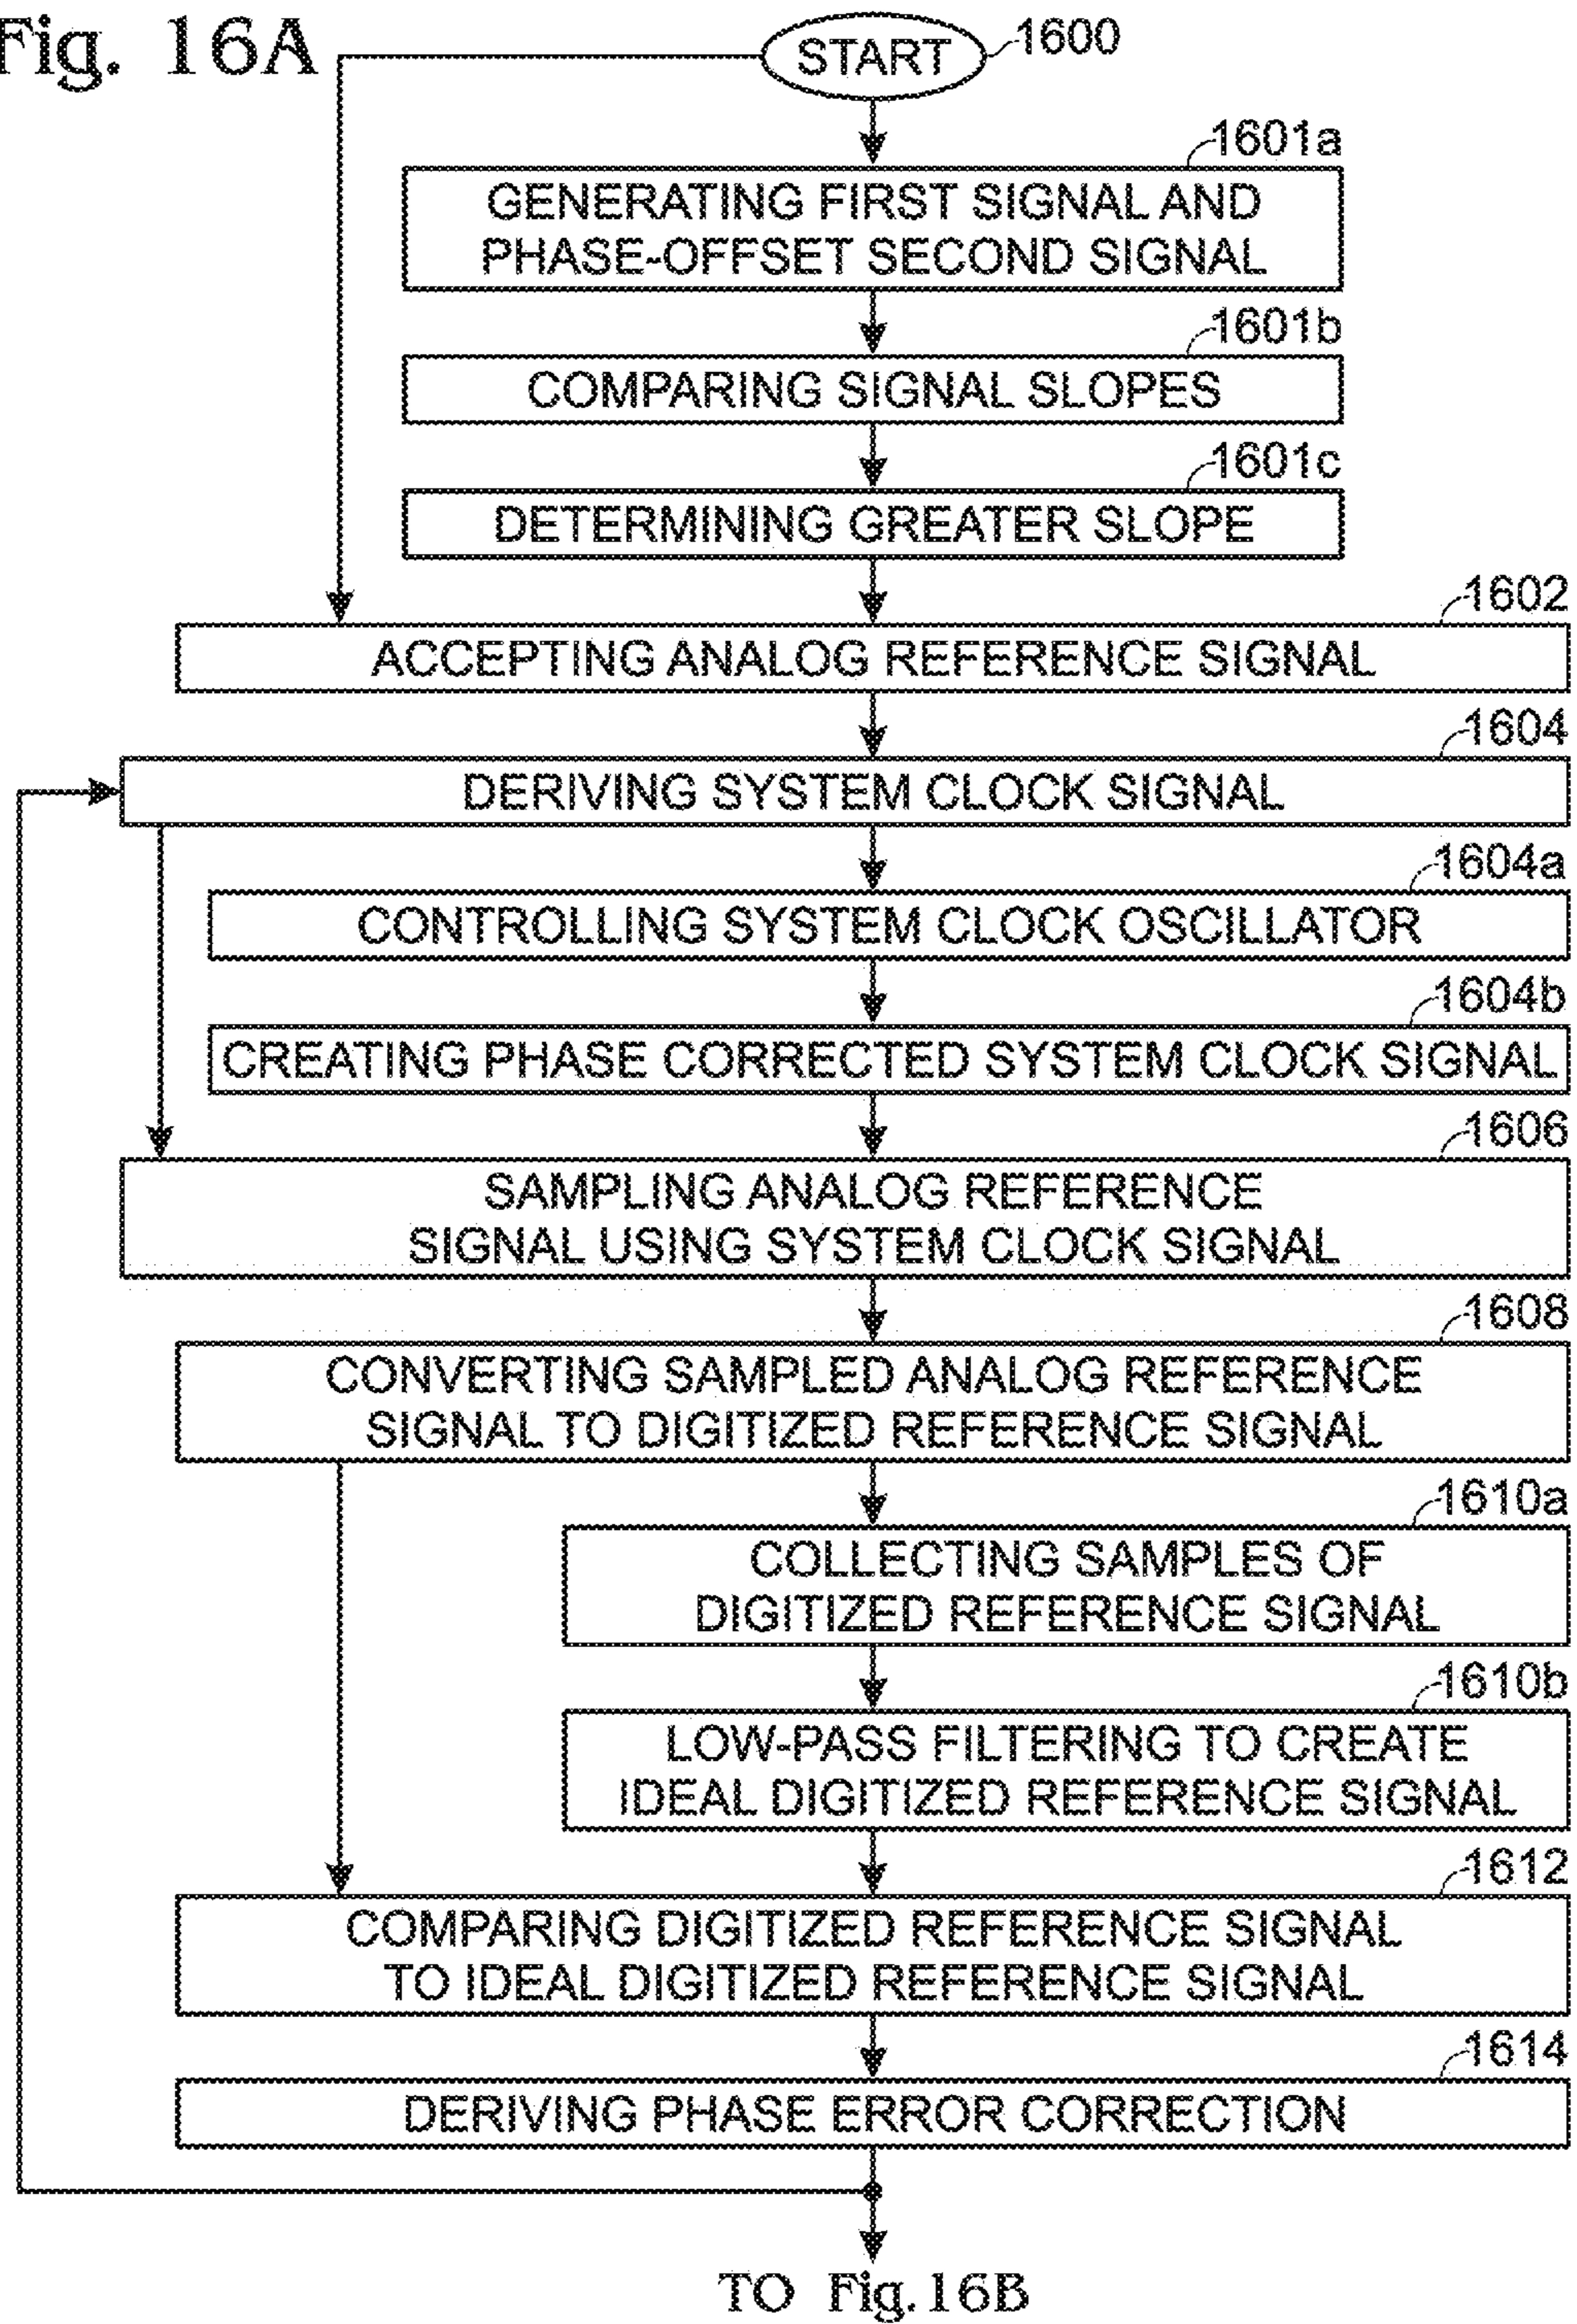 Fig. 16A
START
1600
1601a
GENERATING FIRST SIGNAL AND
PHASE-OFFSET SECOND SIGNAL
1601b
COMPARING SIGNAL SLOPES
1601c
DETERMINING GREATER SLOPE
1602
ACCEPTING ANALOG REFERENCE SIGNAL
1604
DERIVING SYSTEM CLOCK SIGNAL
1604a
CONTROLLING SYSTEM CLOCK OSCILLATOR
1604b
CREATING PHASE CORRECTED SYSTEM CLOCK SIGNAL
1606
SAMPLING ANALOG REFERENCE
SIGNAL USING SYSTEM CLOCK SIGNAL
1608
CONVERTING SAMPLED ANALOG REFERENCE
SIGNAL TO DIGITIZED REFERENCE SIGNAL
1610a
COLLECTING SAMPLES OF
DIGITIZED REFERENCE SIGNAL
1610b
LOW-PASS FILTERING TO CREATE
IDEAL DIGITIZED REFERENCE SIGNAL
1612
COMPARING DIGITIZED REFERENCE SIGNAL
TO IDEAL DIGITIZED REFERENCE SIGNAL
1614
DERIVING PHASE ERROR CORRECTION
TO Fig. 16B